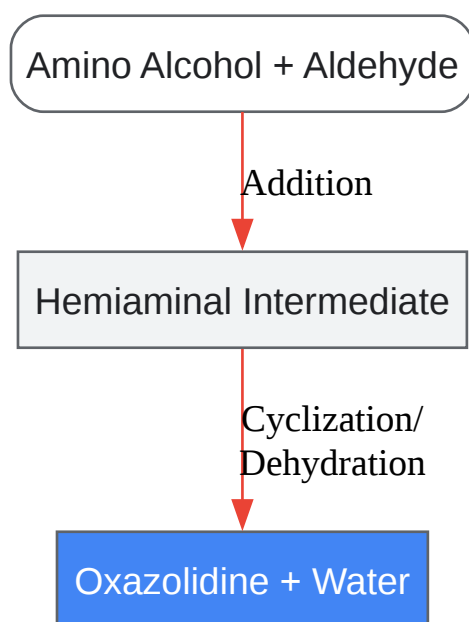 Amino Alcohol + Aldehyde
Addition
Hemiaminal Intermediate
Cyclization/
Dehydration
Oxazolidine + Water